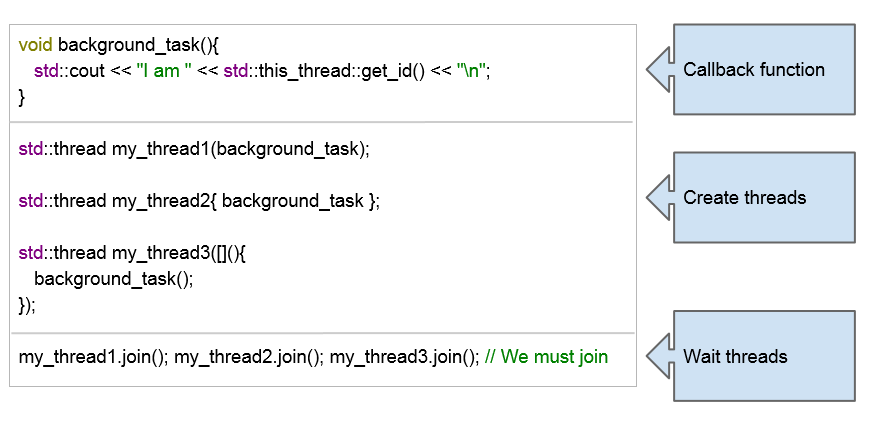 void background_task(){
std::cout << "I am " << std::this_thread::get_id() << "\n";
}
Callback function
std::thread my_thread1(background_task);
std::thread my_thread2{ background_task };
std::thread my_thread3([](){
background_task();
});
Create threads
my_thread1.join(); my_thread2.join(); my_thread3.join(); // We must join
Wait threads